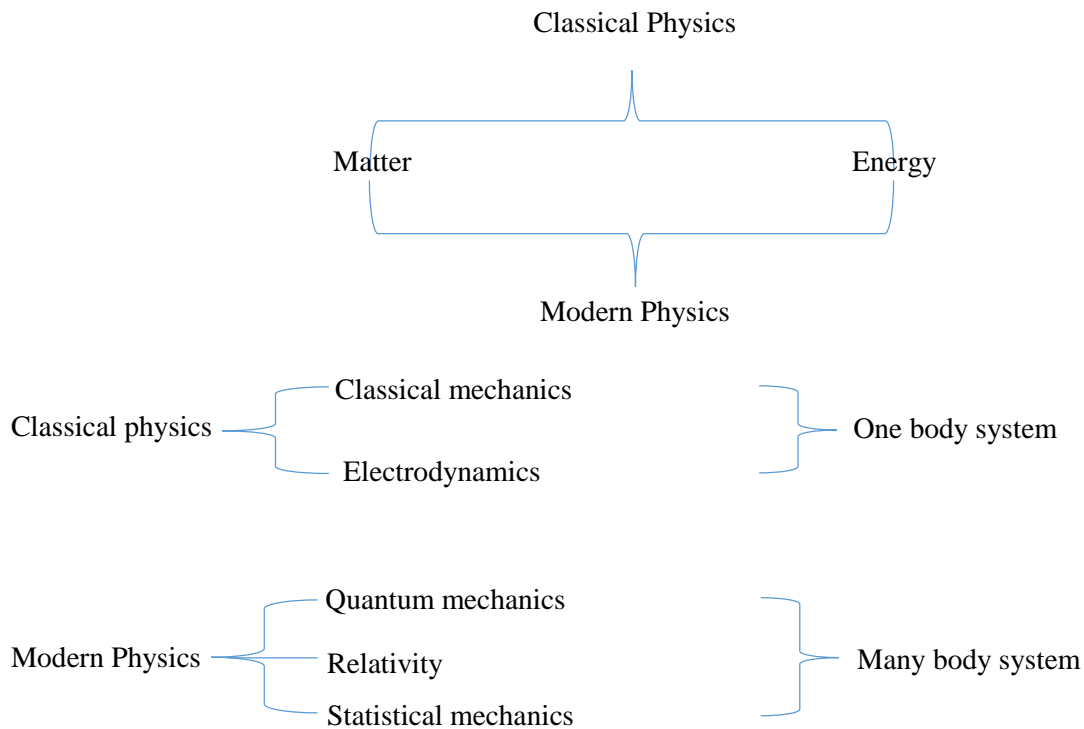 Classical Physics
Matter
Energy
Modern Physics
Classical mechanics
Classical physics
One body system
Electrodynamics
Quantum mechanics
Modern Physics
Relativity
Many body system
Statistical mechanics